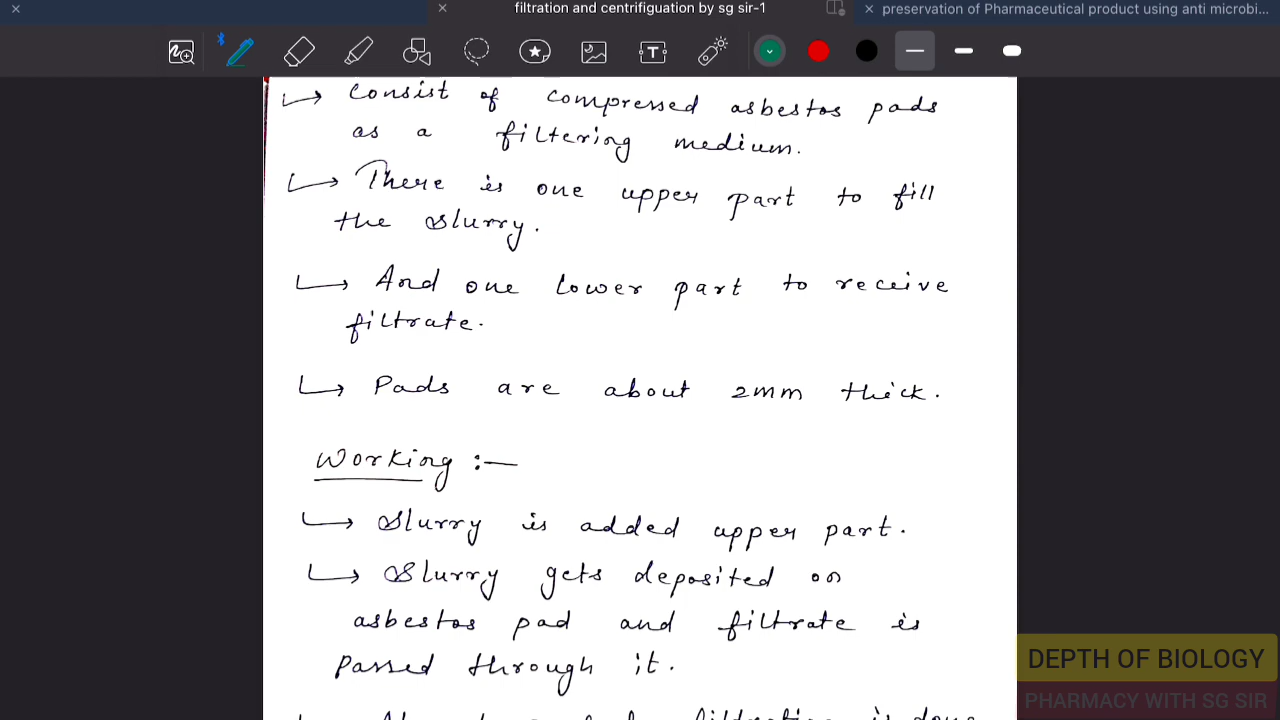 filtration and centrifiguation by sg sir-1
preservation of Pharmaceutical product using anti microbi...
T
consist of compressed asbestos pads
as a filtering medium.
There is one upper part to fill
the slurry.
And one lower part to receive
filtrate.
Pads are about 2mm thick.
Working :-
Slurry is added upper part.
Slurry gets deposited on
asbestos pad and filtrate is
passed through it.
filtration is done
DEPTH OF BIOLOGY
PHARMACY WITH SG SIR